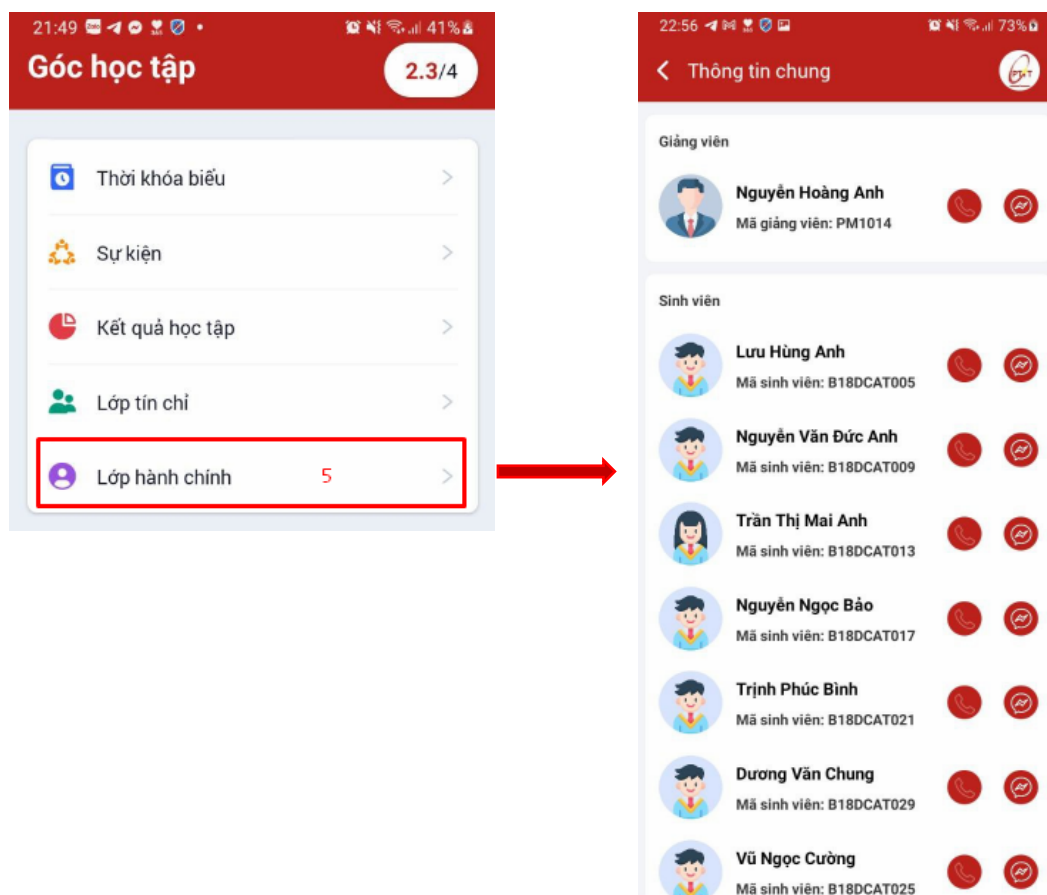 21:49
41%
Góc học tập
2.3/4
Thời khóa biểu
Sự kiện
Kết quả học tập
Lớp tín chỉ
Lớp hành chính
5
22:56
73%
Thông tin chung
PTIT
Giảng viên
Nguyễn Hoàng Anh
Mã giảng viên: PM1014
Sinh viên
Lưu Hùng Anh
Mã sinh viên: B18DCAT005
Nguyễn Văn Đức Anh
Mã sinh viên: B18DCAT009
Trần Thị Mai Anh
Mã sinh viên: B18DCAT013
Nguyễn Ngọc Bảo
Mã sinh viên: B18DCAT017
Trịnh Phúc Bình
Mã sinh viên: B18DCAT021
Dương Văn Chung
Mã sinh viên: B18DCAT029
Vũ Ngọc Cường
Mã sinh viên: B18DCAT025